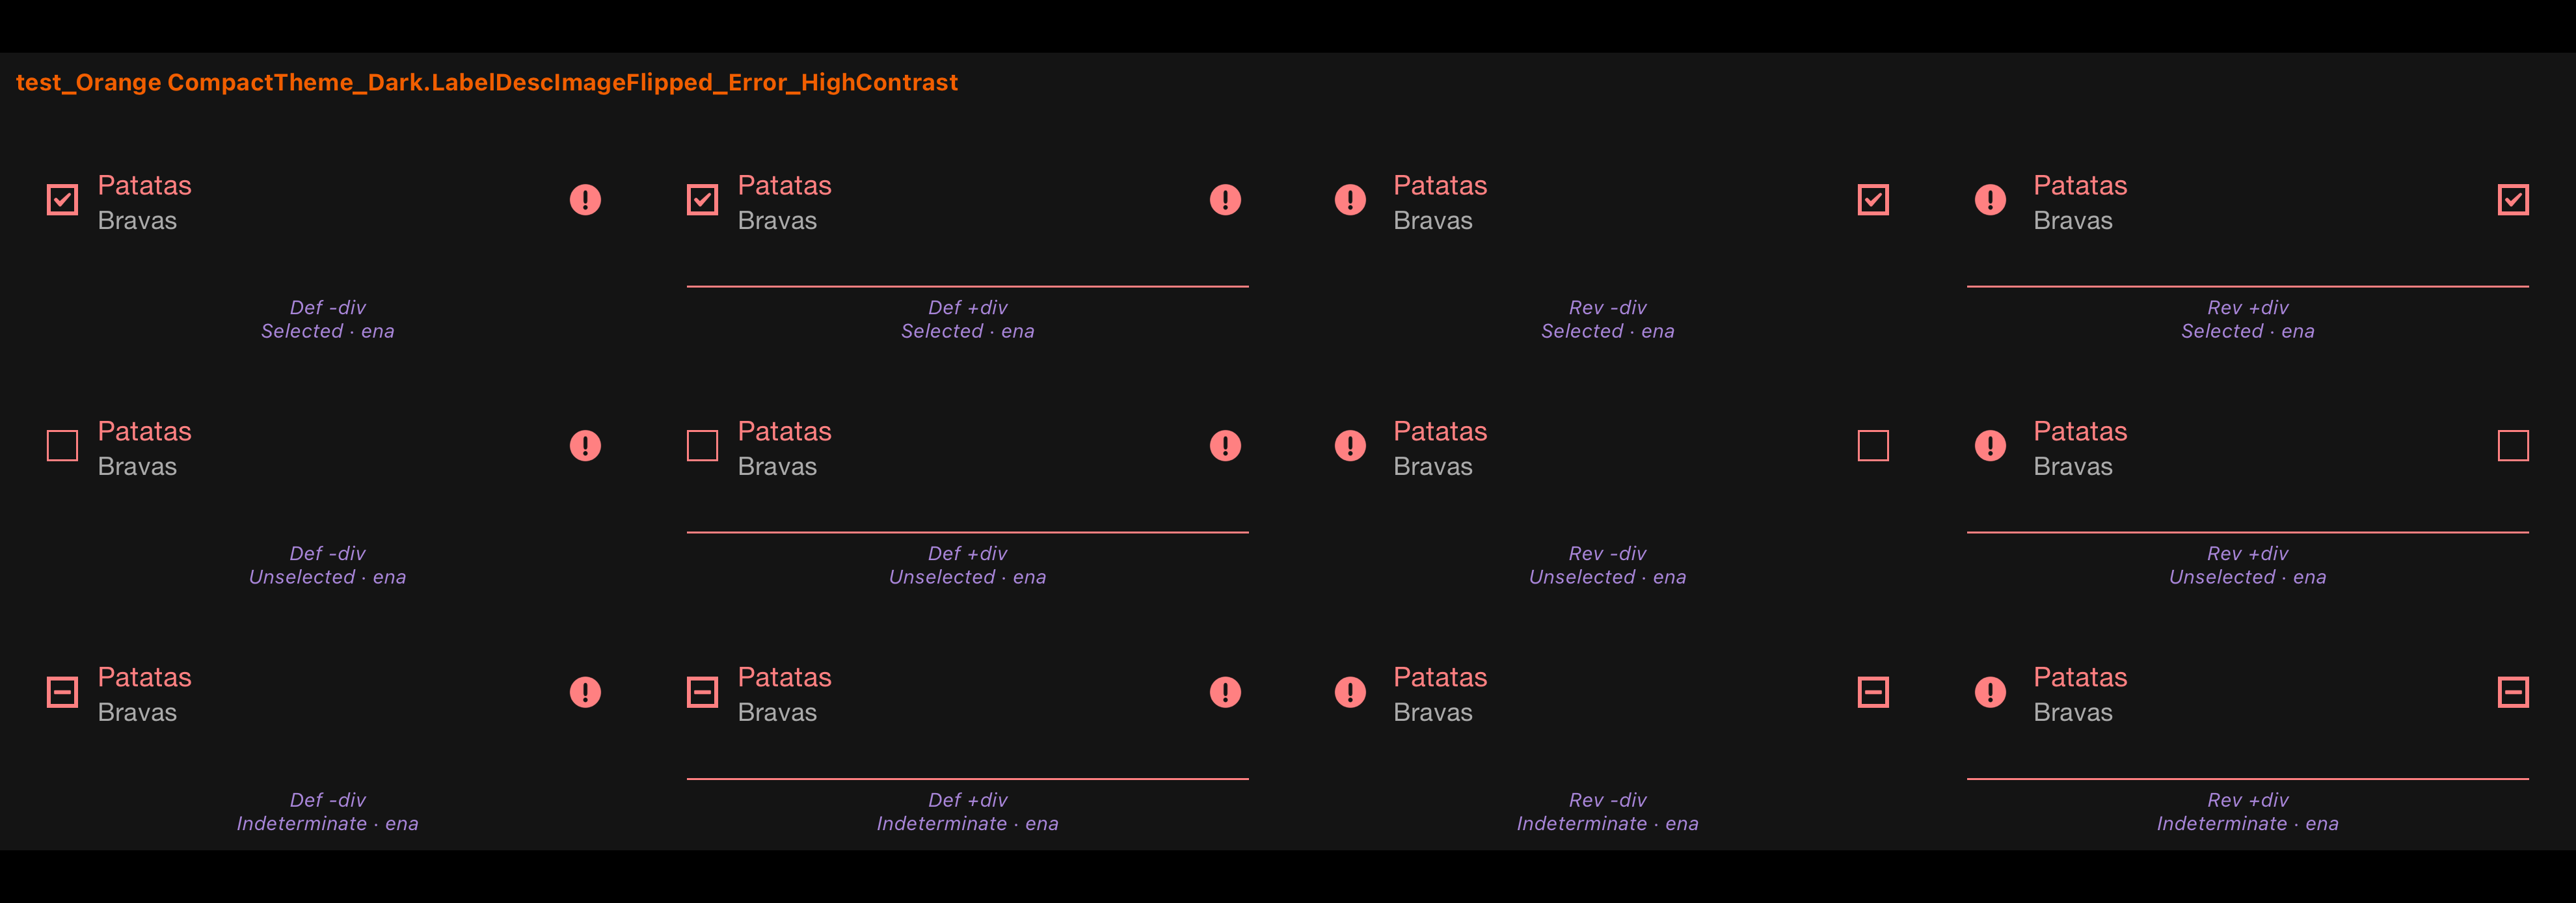 test_Orange CompactTheme_Dark.LabelDescImageFlipped_Error_HighContrast
Patatas
Bravas
Def -div
Selected · ena
Patatas
Bravas
Def +div
Selected · ena
Patatas
Bravas
Rev -div
Selected · ena
Patatas
Bravas
Rev +div
Selected · ena
Patatas
Bravas
Def -div
Unselected · ena
Patatas
Bravas
Def +div
Unselected · ena
Patatas
Bravas
Rev -div
Unselected · ena
Patatas
Bravas
Rev +div
Unselected · ena
Patatas
Bravas
Def -div
Indeterminate · ena
Patatas
Bravas
Def +div
Indeterminate · ena
Patatas
Bravas
Rev -div
Indeterminate · ena
Patatas
Bravas
Rev +div
Indeterminate · ena